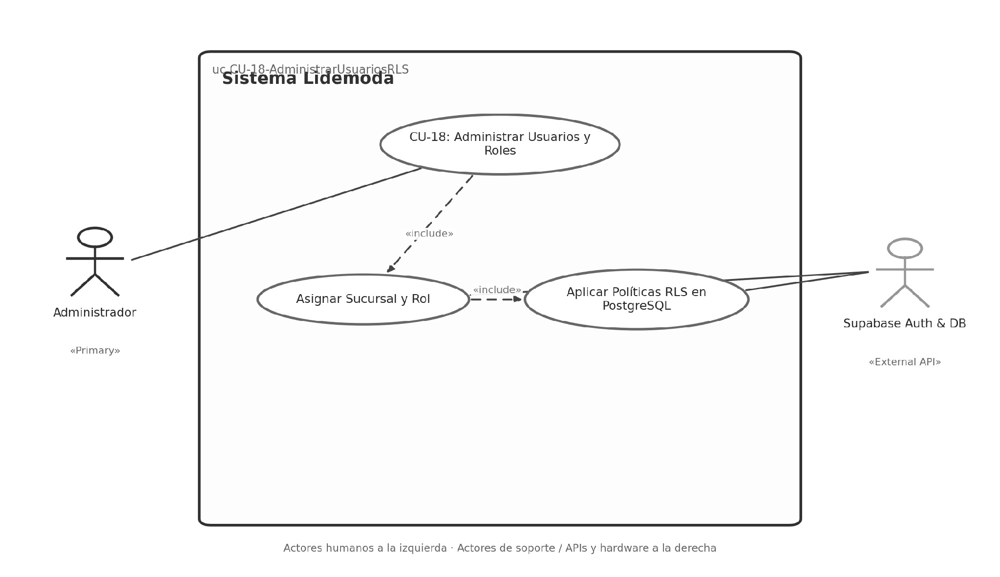 uc CU-18-AdministrarUsuariosRLS
Sistema Lidemoda
CU-18: Administrar Usuarios y
Roles
«include»
Asignar Sucursal y Rol
«include»
Aplicar Políticas RLS en
PostgreSQL
Administrador
«Primary»
Supabase Auth & DB
«External API»
Actores humanos a la izquierda · Actores de soporte / APIs y hardware a la derecha